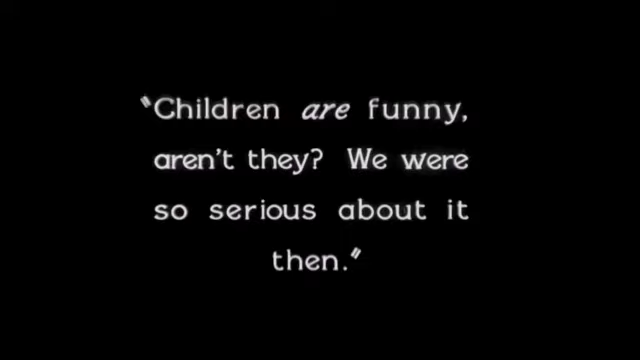 "Children are funny,
aren't they? We were
so serious about it
then."